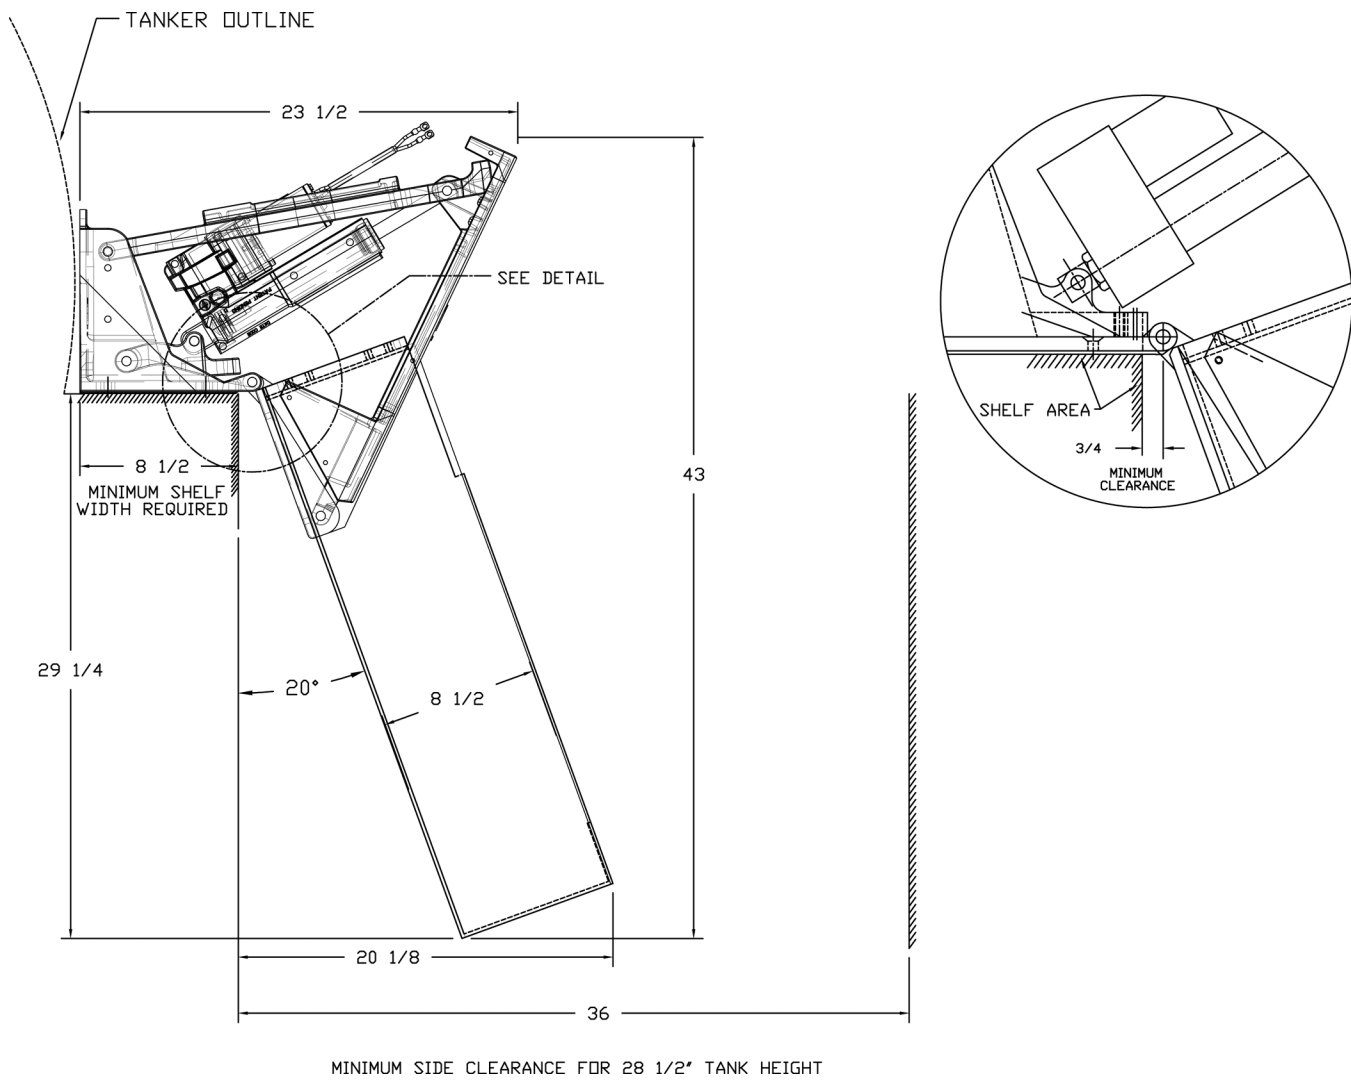 TANKER OUTLINE
23 1/2
SEE DETAIL
8 1/2
MINIMUM SHELF
WIDTH REQUIRED
43
SHELF AREA
3/4
MINIMUM
CLEARANCE
29 1/4
20°
8 1/2
20 1/8
36
MINIMUM SIDE CLEARANCE FOR 28 1/2" TANK HEIGHT